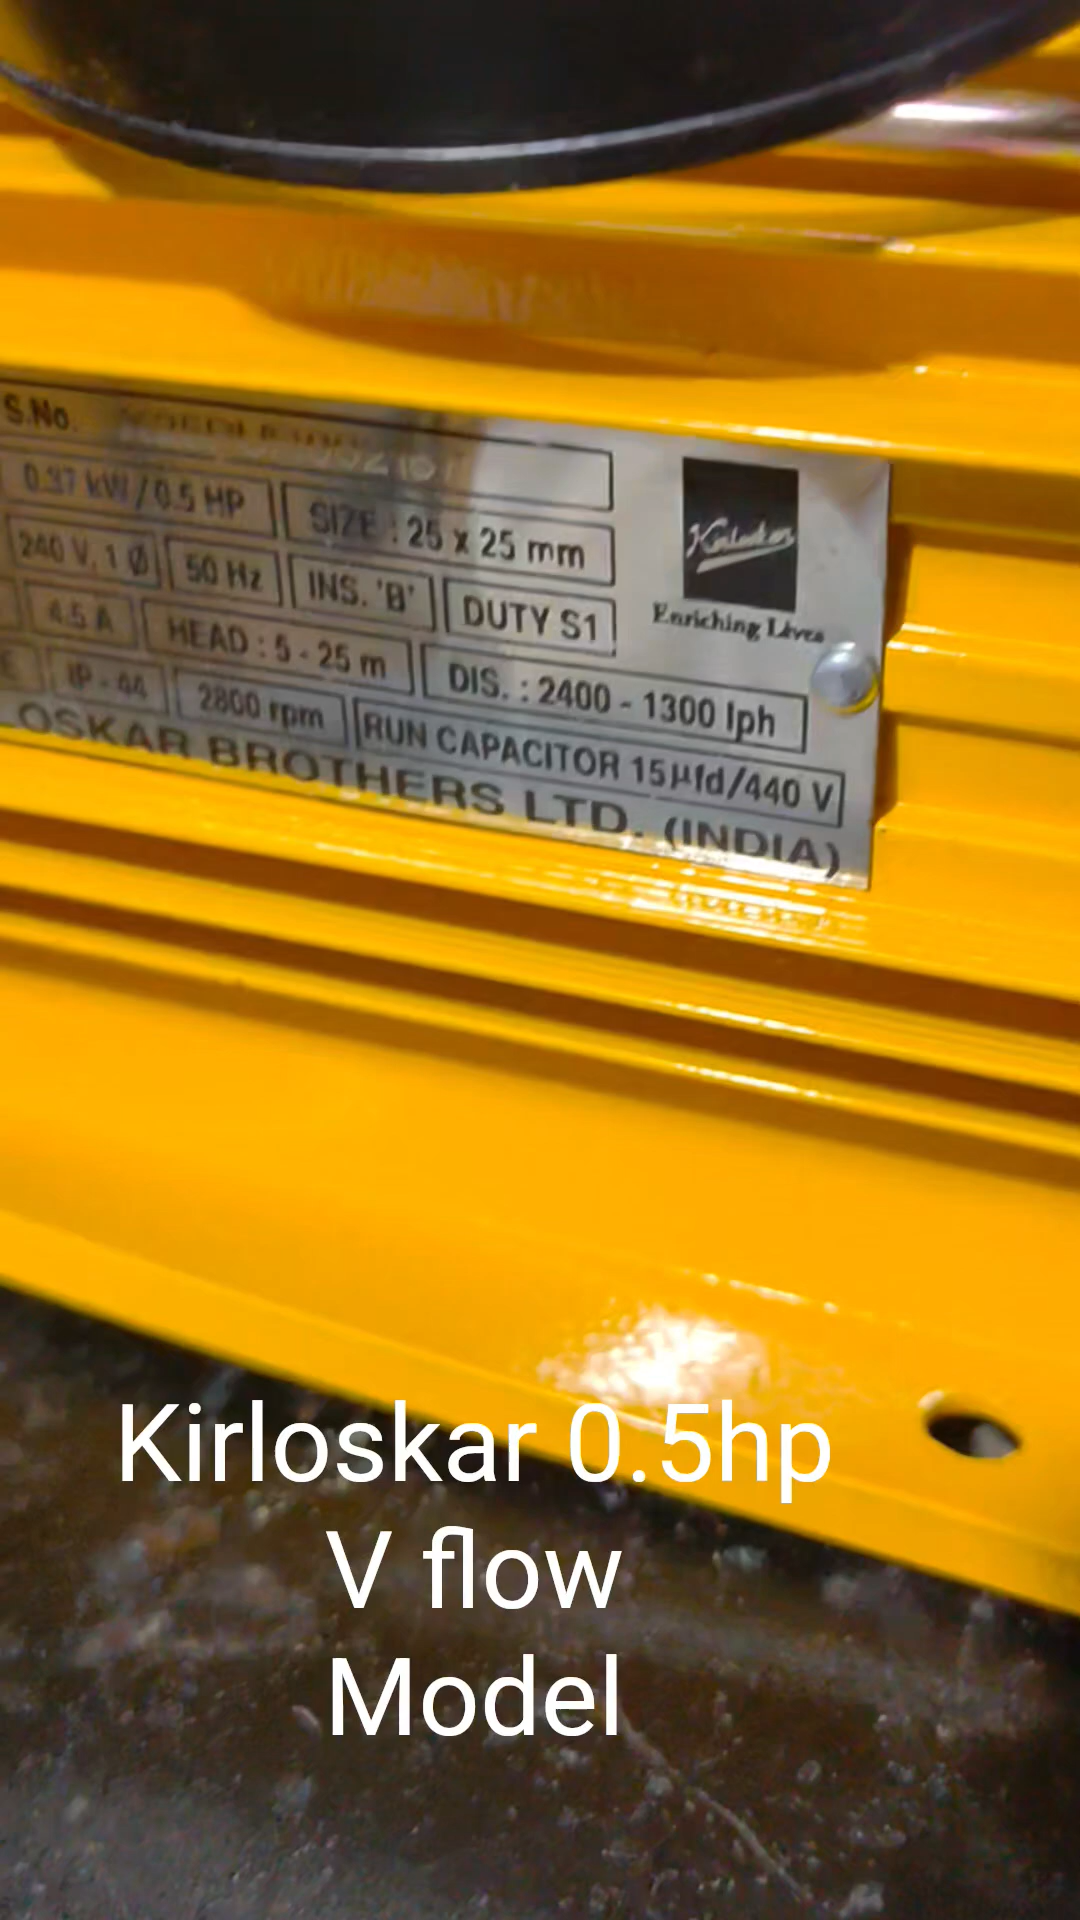 S.No.
0.37 kW / 0.5 HP SIZE : 25 x 25 mm
240 V, 1 Ø 50 Hz INS. 'B' DUTY S1
4.5 A HEAD : 5 - 25 m DIS. : 2400 - 1300 lph
E IP - 44 2800 rpm RUN CAPACITOR 15µfd/440 V
OSKAR BROTHERS LTD. (INDIA)
Kirloskar
Enriching Lives
Kirloskar 0.5hp
V flow
Model